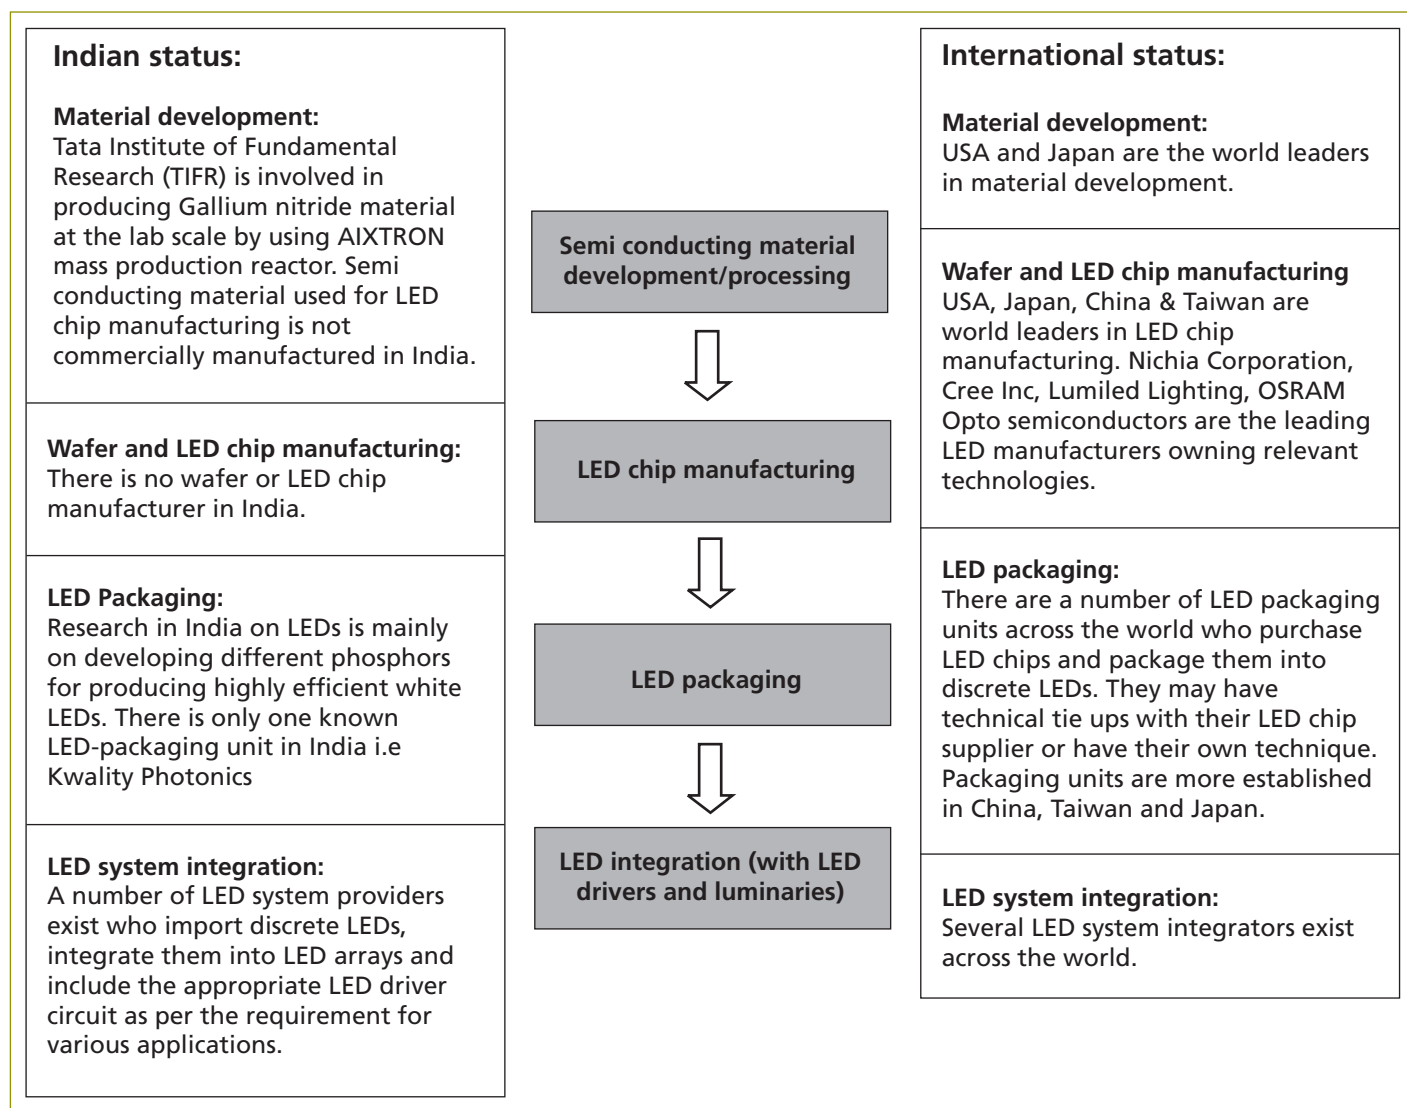 Indian status:
Material development:
Tata Institute of Fundamental
Research (TIFR) is involved in
producing Gallium nitride material
at the lab scale by using AIXTRON
mass production reactor. Semi
conducting material used for LED
chip manufacturing is not
commercially manufactured in India.
Wafer and LED chip manufacturing:
There is no wafer or LED chip
manufacturer in India.
LED Packaging:
Research in India on LEDs is mainly
on developing different phosphors
for producing highly efficient white
LEDs. There is only one known
LED-packaging unit in India i.e
Kwality Photonics
LED system integration:
A number of LED system providers
exist who import discrete LEDs,
integrate them into LED arrays and
include the appropriate LED driver
circuit as per the requirement for
various applications.
Semi conducting material
development/processing
LED chip manufacturing
LED packaging
LED integration (with LED
drivers and luminaries)
International status:
Material development:
USA and Japan are the world leaders
in material development.
Wafer and LED chip manufacturing
USA, Japan, China & Taiwan are
world leaders in LED chip
manufacturing. Nichia Corporation,
Cree Inc, Lumiled Lighting, OSRAM
Opto semiconductors are the leading
LED manufacturers owning relevant
technologies.
LED packaging:
There are a number of LED packaging
units across the world who purchase
LED chips and package them into
discrete LEDs. They may have
technical tie ups with their LED chip
supplier or have their own technique.
Packaging units are more established
in China, Taiwan and Japan.
LED system integration:
Several LED system integrators exist
across the world.